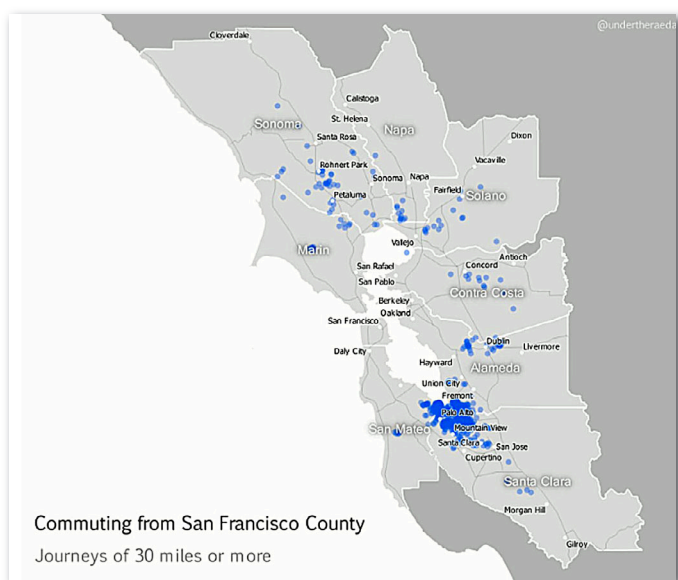 @undertheraeda
Cloverdale
Calistoga
St. Helena
Sonoma
Napa
Santa Rosa
Dixon
Vacaville
Rohnert Park
Sonoma
Napa
Fairfield
Solano
Petaluma
Marin
Vallejo
San Rafael
Concord
Antioch
San Pablo
Contra Costa
Berkeley
Oakland
San Francisco
Daly City
Dublin
Livermore
Hayward
Alameda
Union City
Fremont
Palo Alto
San Mateo
Mountain View
Santa Clara
San Jose
Cupertino
Santa Clara
Morgan Hill
Gilroy
Commuting from San Francisco County
Journeys of 30 miles or more